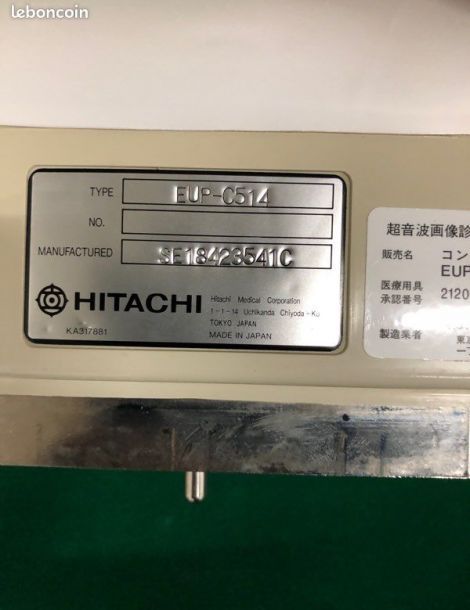 leboncoin
TYPE EUP-C514
NO.
MANUFACTURED SE18423541C
HITACHI
Hitachi Medical Corporation
1-1-14 Uchikanda Chiyoda-Ku
TOKYO JAPAN
KA317881
MADE IN JAPAN
超音波画像診
販売名 コン
EUP
医療用具
承認番号 2120
製造業者
東京